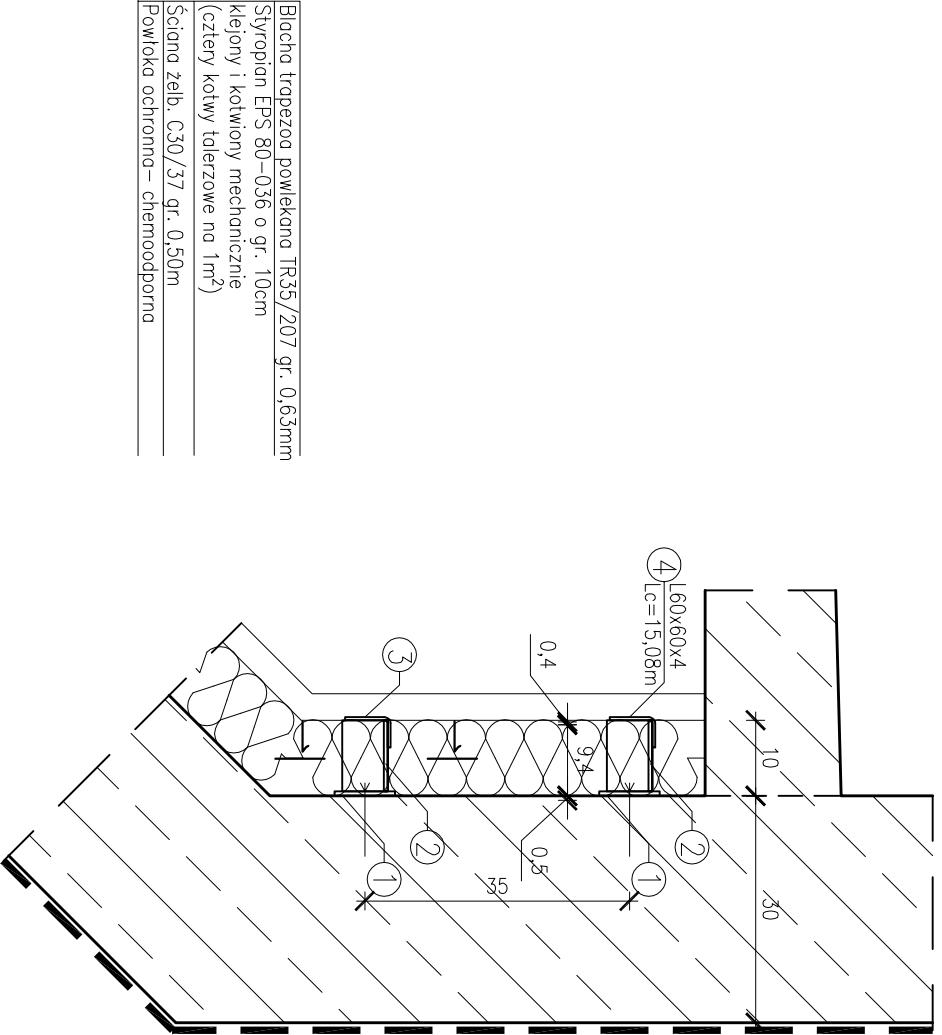 Blacha trapezoa powlekana TR35/207 gr. 0,63mm
Styropian EPS 80-036 o gr. 10cm
klejony i kotwiony mechanicznie
(cztery kotwy talerzowe na 1m²)
Ściana żelb. C30/37 gr. 0,50m
Powłoka ochronna- chemoodporna
4
L60x60x4
Lc=15,08m
3
0,4
9,4
10
2
2
0,5
1
1
35
30